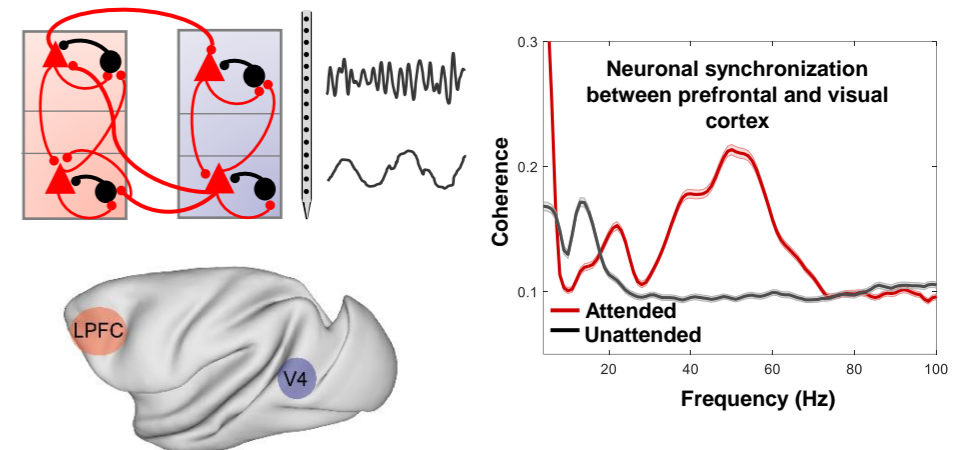 LPFC
V4
0.3
0.2
0.1
Coherence
Neuronal synchronization
between prefrontal and visual
cortex
Attended
Unattended
20
40
60
80
100
Frequency (Hz)